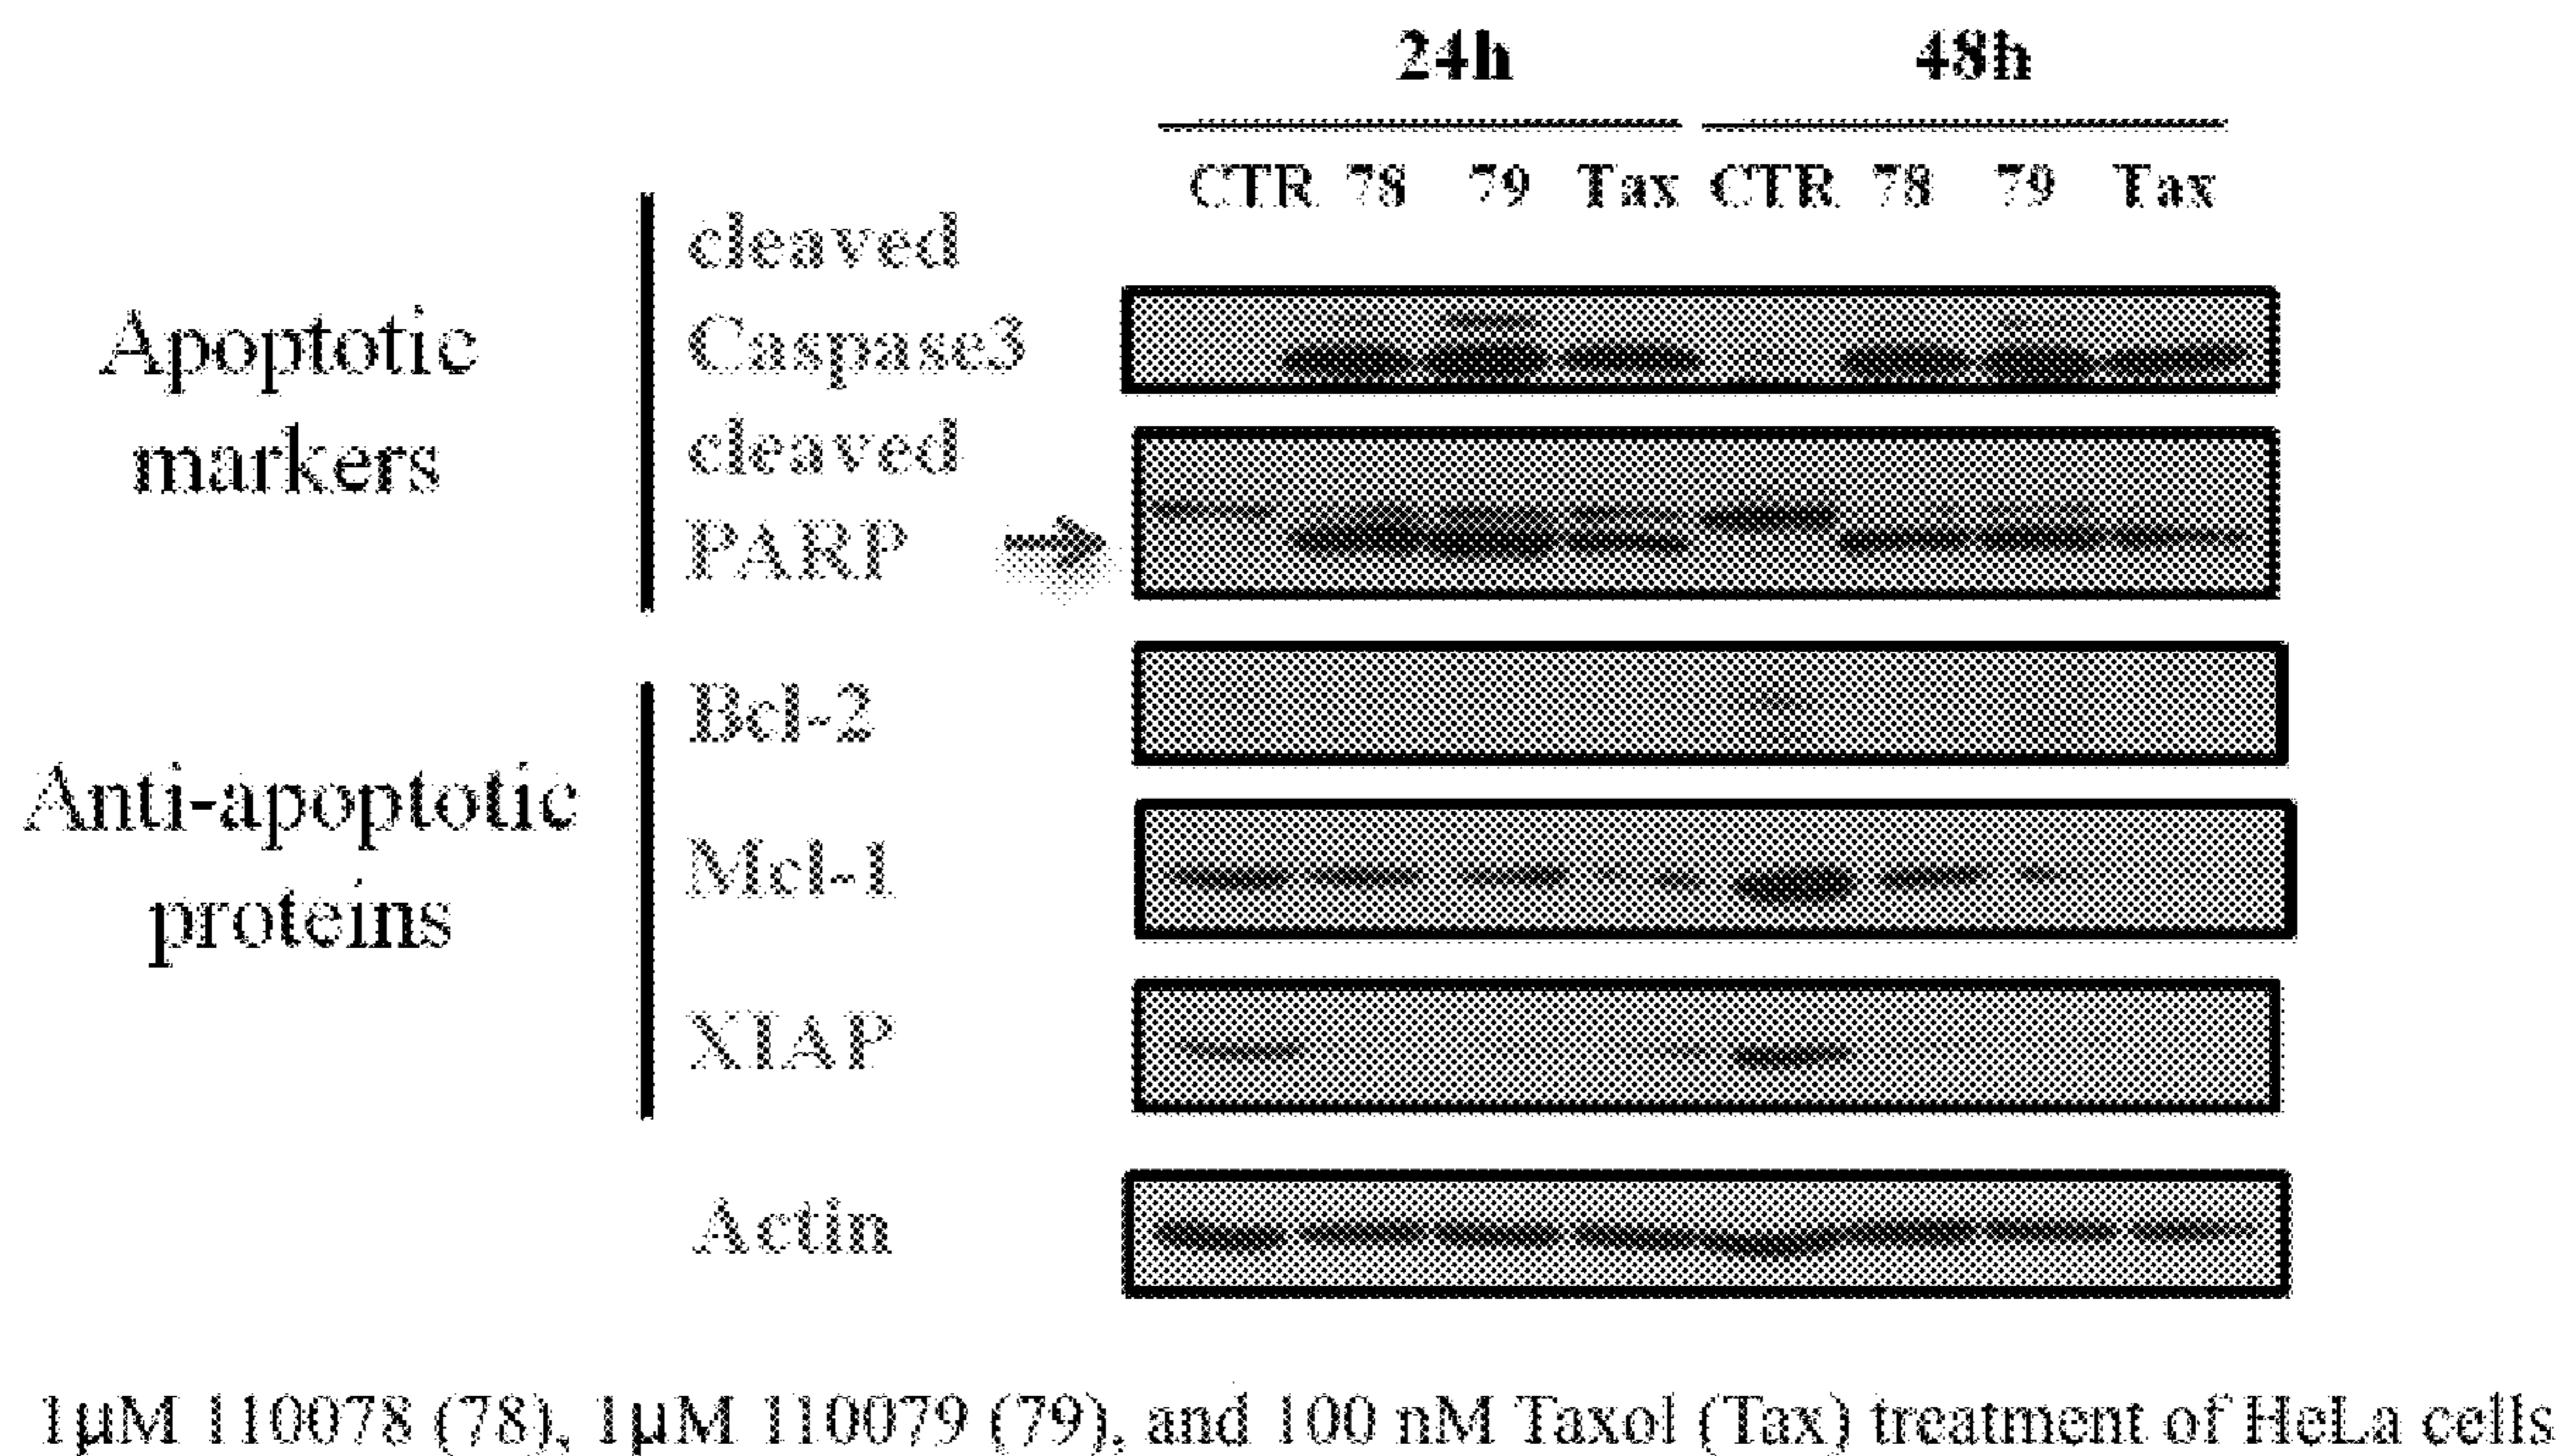 24h 48h
CTR 78 79 Tax CTR 78 79 Tax
Apoptotic
markers
cleaved
Caspase3
cleaved
PARP
Anti-apoptotic
proteins
Bcl-2
Mcl-1
XIAP
Actin
1μM 110078 (78), 1μM 110079 (79), and 100 nM Taxol (Tax) treatment of HeLa cells